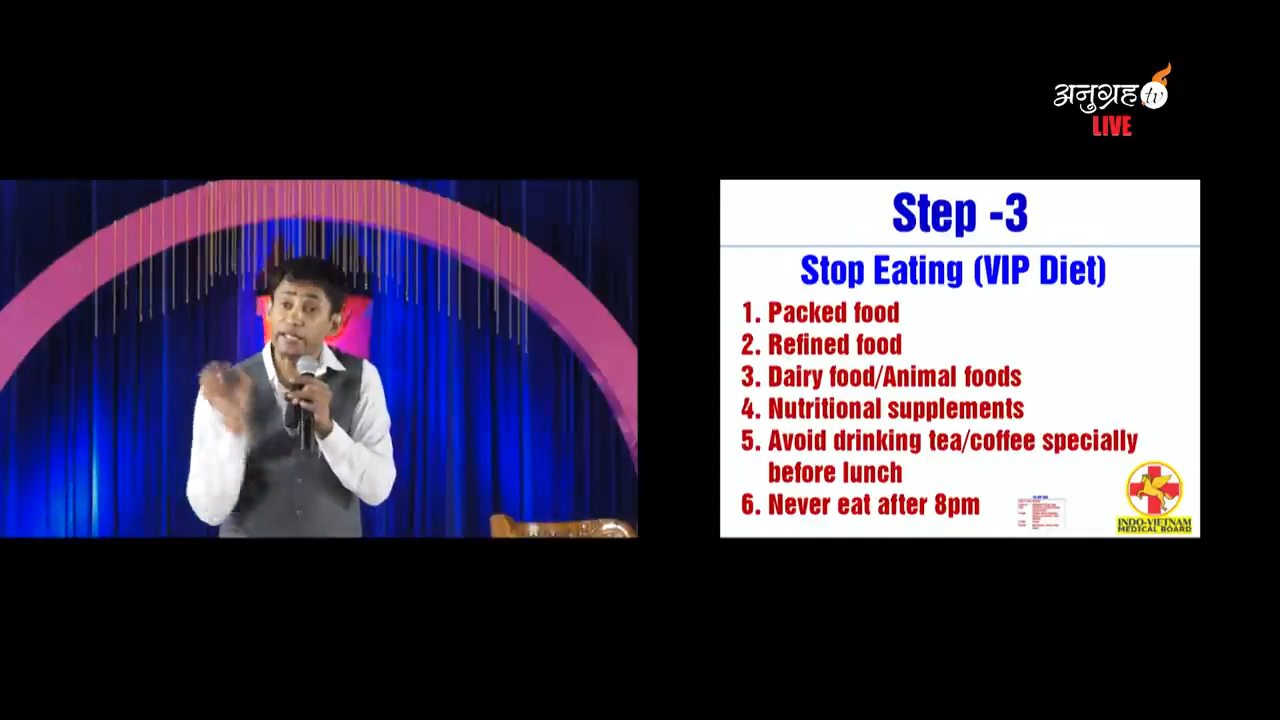 अनुग्रह tv
LIVE
Step -3
Stop Eating (VIP Diet)
1. Packed food
2. Refined food
3. Dairy food/Animal foods
4. Nutritional supplements
5. Avoid drinking tea/coffee specially
before lunch
6. Never eat after 8pm
INDO-VIETNAM
MEDICAL BOARD